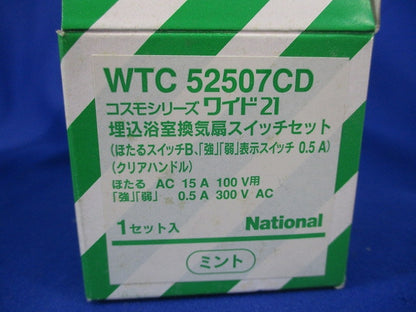 WTC 52507CD
コスモシリーズ ワイド21
埋込浴室換気扇スイッチセット
(ほたるスイッチB、「強」「弱」表示スイッチ 0.5 A)
(クリアハンドル)
ほたる AC 15 A 100 V用
「強」「弱」 0.5 A 300 V AC
1セット入 National
ミント